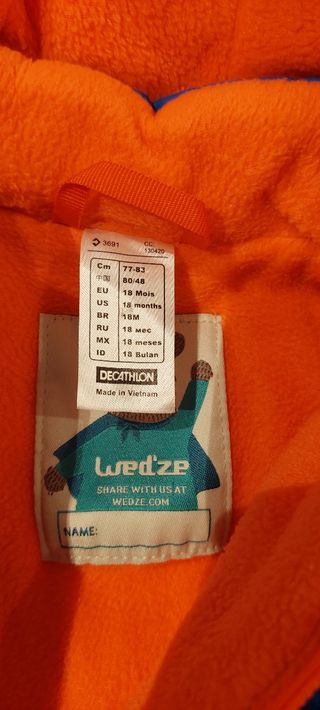 3691 CC: 130420
Cm 77-83
中国 80/48
EU 18 Mois
US 18 months
BR 18M
RU 18 мес
MX 18 meses
ID 18 Bulan
DECATHLON
Made in Vietnam
Wed'ze
SHARE WITH US AT
WEDZE.COM
NAME: